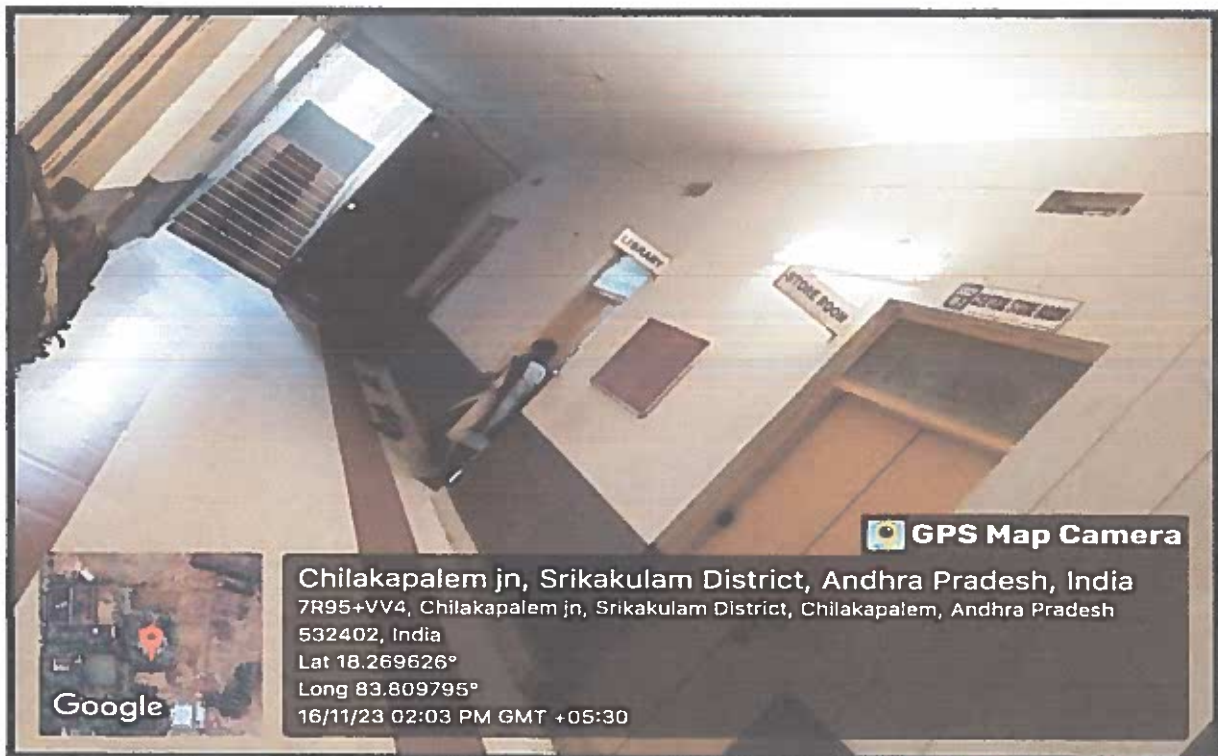 LIBRARY
STORE ROOM
ROOM
GPS Map Camera
Chilakapalem jn, Srikakulam District, Andhra Pradesh, India
7R95+VV4, Chilakapalem jn, Srikakulam District, Chilakapalem, Andhra Pradesh
532402, India
Lat 18.269626°
Long 83.809795°
16/11/23 02:03 PM GMT +05:30
Google